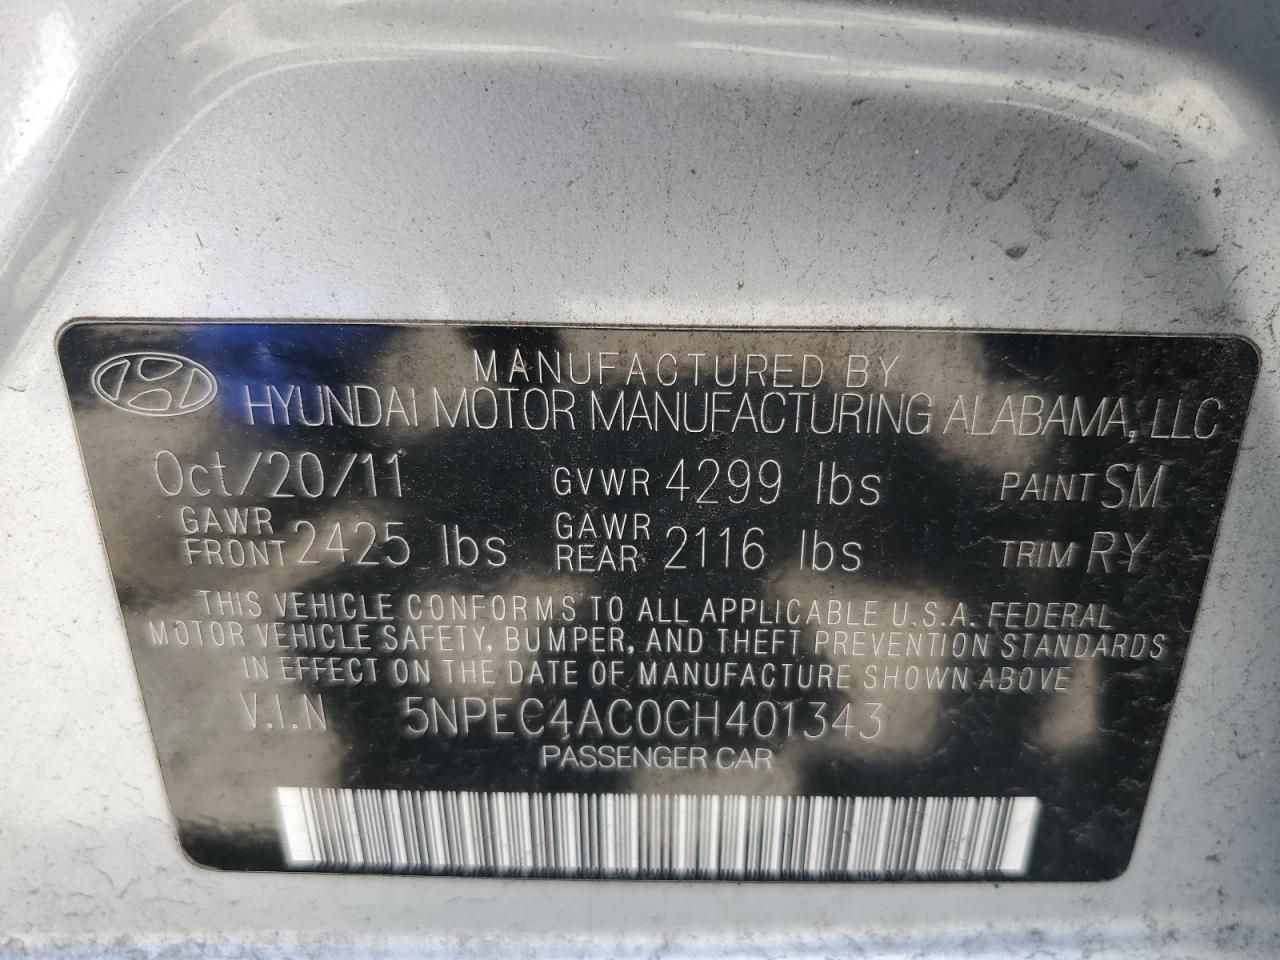 MANUFACTURED BY
HYUNDAI MOTOR MANUFACTURING ALABAMA, LLC
Oct/20/11 GVWR 4299 lbs PAINT SM
GAWR FRONT 2425 lbs GAWR REAR 2116 lbs TRIM RY
THIS VEHICLE CONFORMS TO ALL APPLICABLE U.S.A. FEDERAL
MOTOR VEHICLE SAFETY, BUMPER, AND THEFT PREVENTION STANDARDS
IN EFFECT ON THE DATE OF MANUFACTURE SHOWN ABOVE
V.I.N 5NPEC4AC0CH401343
PASSENGER CAR